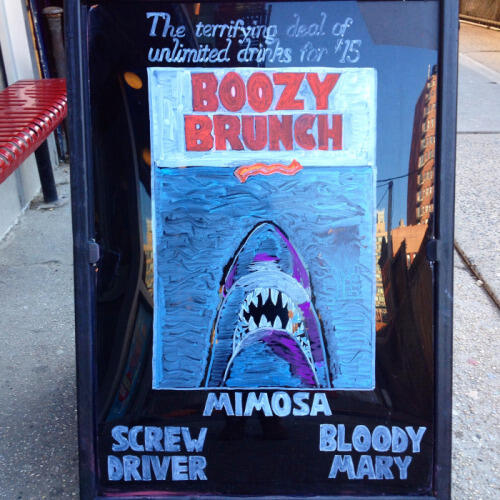 The terrifying deal of
unlimited drinks for $15
BOOZY
BRUNCH
MIMOSA
SCREW
DRIVER
BLOODY
MARY